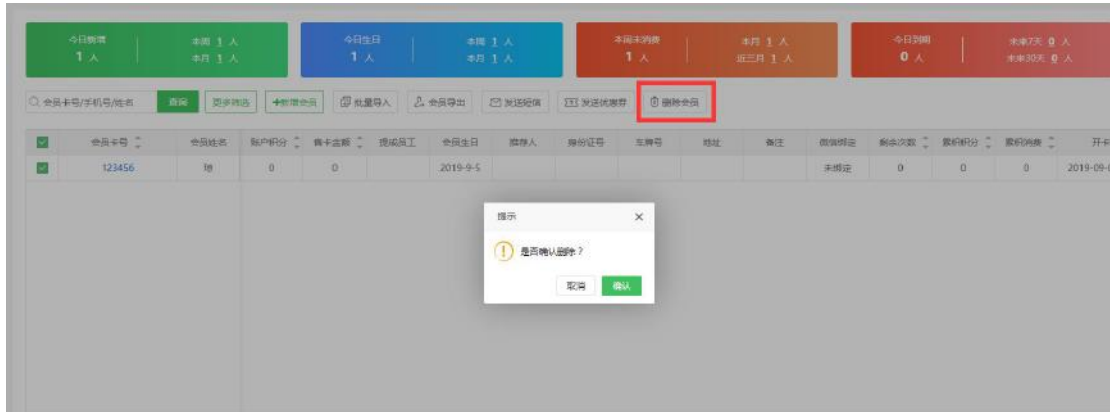 今日新增 本周 1 人 今日生日 本周 1 人 本周未消费 本月 1 人 今日到期 未来7天 0 人
1 人 本月 1 人 1 人 本月 1 人 1 人 近三月 1 人 0 人 未来30天 0 人
会员卡号/手机号/姓名 查询 更多筛选 +新增会员 批量导入 会员导出 发送短信 发送优惠券 删除会员
会员卡号 会员姓名 账户积分 售卡金额 提成员工 会员生日 推荐人 身份证号 车牌号 地址 备注 微信绑定 剩余次数 累积积分 累积消费 开卡
123456 0 0 2019-9-5 未绑定 0 0 0 2019-09-0
提示
是否确认删除?
取消 确认